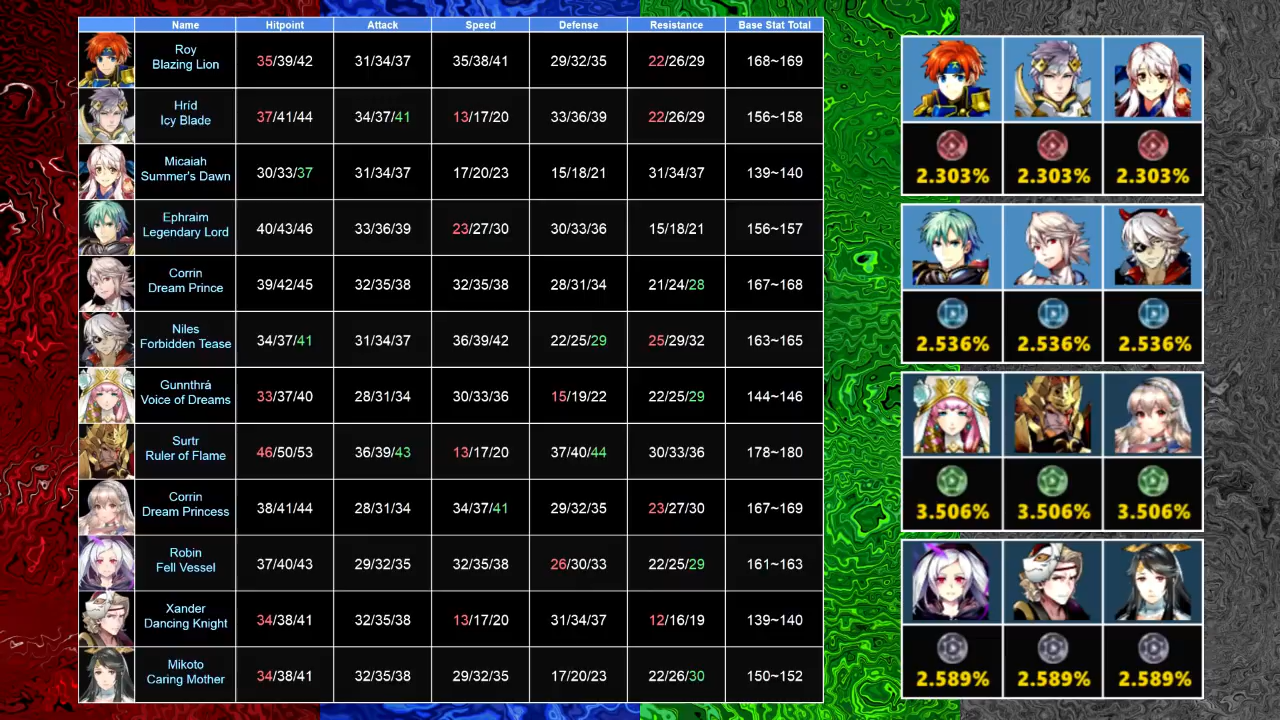 Name Hitpoint Attack Speed Defense Resistance Base Stat Total
Roy
Blazing Lion
35/39/42 31/34/37 35/38/41 29/32/35 22/26/29 168~169
Hríd
Icy Blade
37/41/44 34/37/41 13/17/20 33/36/39 22/26/29 156~158
Micaiah
Summer's Dawn
30/33/37 31/34/37 17/20/23 15/18/21 31/34/37 139~140
Ephraim
Legendary Lord
40/43/46 33/36/39 23/27/30 30/33/36 15/18/21 156~157
Corrin
Dream Prince
39/42/45 32/35/38 32/35/38 28/31/34 21/24/28 167~168
Niles
Forbidden Tease
34/37/41 31/34/37 36/39/42 22/25/29 25/29/32 163~165
Gunnthrá
Voice of Dreams
33/37/40 28/31/34 30/33/36 15/19/22 22/25/29 144~146
Surtr
Ruler of Flame
46/50/53 36/39/43 13/17/20 37/40/44 30/33/36 178~180
Corrin
Dream Princess
38/41/44 28/31/34 34/37/41 29/32/35 23/27/30 167~169
Robin
Fell Vessel
37/40/43 29/32/35 32/35/38 26/30/33 22/25/29 161~163
Xander
Dancing Knight
34/38/41 32/35/38 13/17/20 31/34/37 12/16/19 139~140
Mikoto
Caring Mother
34/38/41 32/35/38 29/32/35 17/20/23 22/26/30 150~152
2.303% 2.303% 2.303%
2.536% 2.536% 2.536%
3.506% 3.506% 3.506%
2.589% 2.589% 2.589%